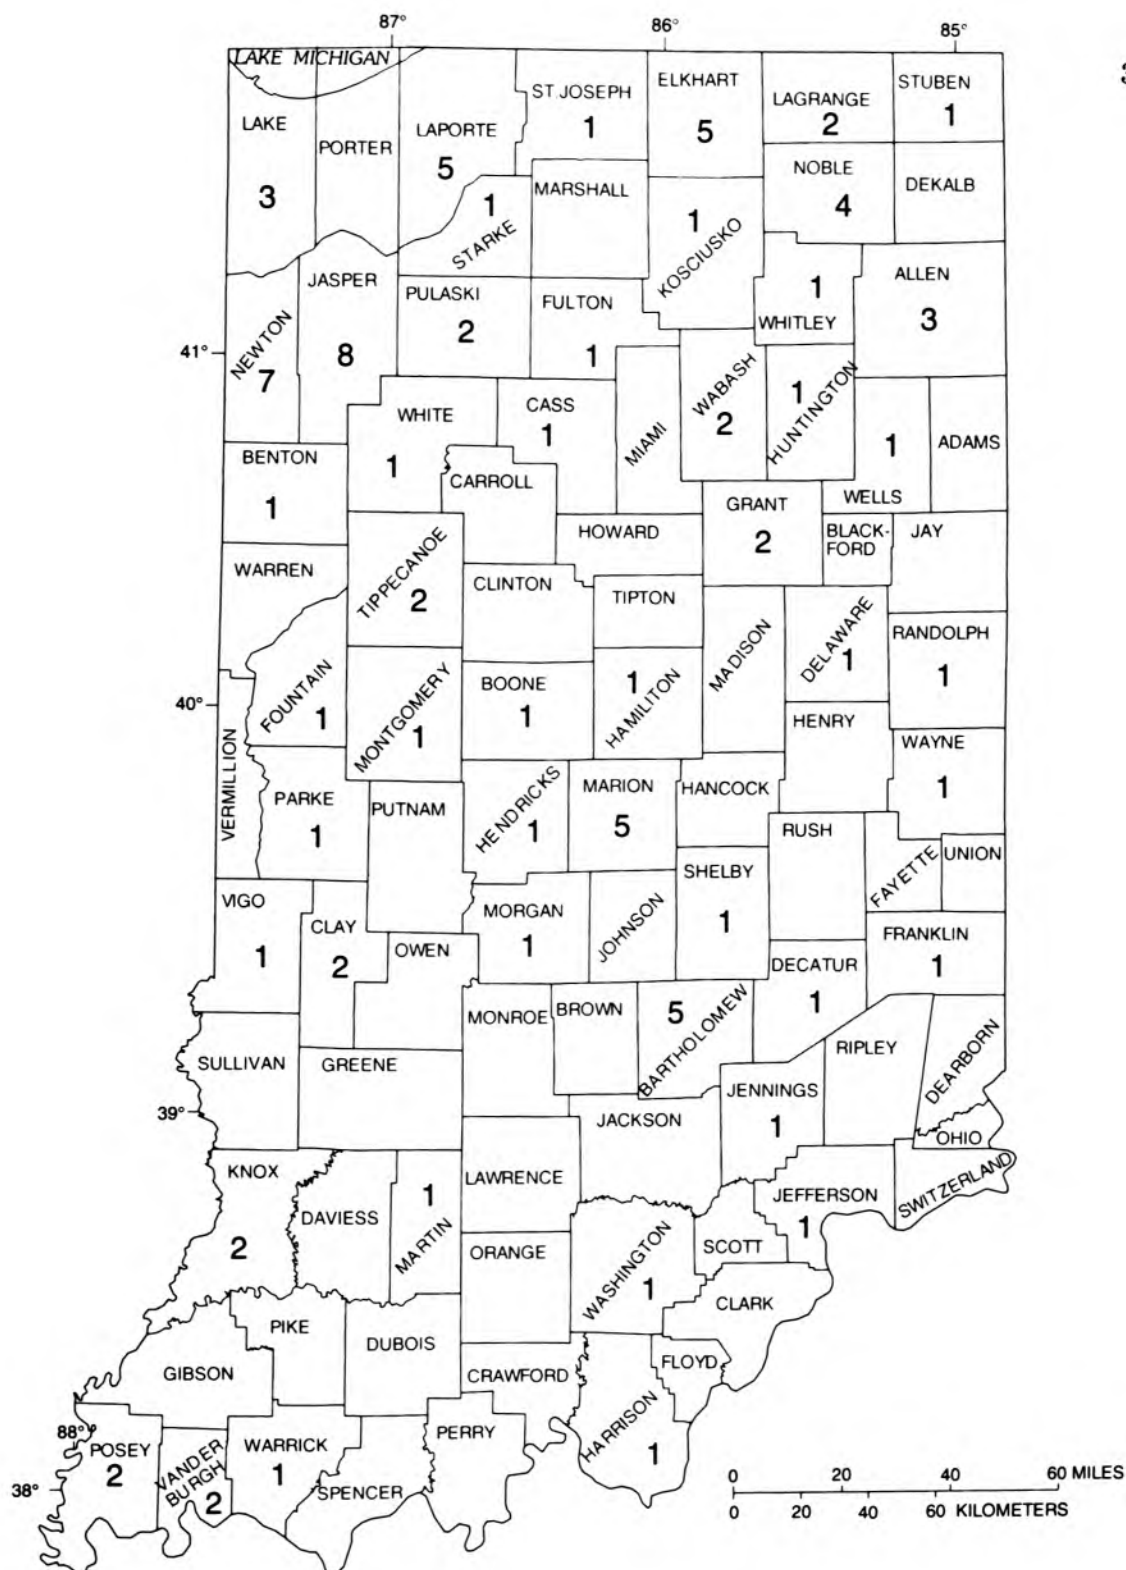 87°
86°
85°
3
LAKE MICHIGAN
ST. JOSEPH
1
ELKHART
5
LAGRANGE
2
STUBEN
1
LAKE
3
PORTER
LAPORTE
5
1
STARKE
MARSHALL
1
KOSCIUSKO
NOBLE
4
DEKALB
JASPER
8
PULASKI
2
FULTON
1
1
WHITLEY
ALLEN
3
41°
NEWTON
7
WHITE
1
CASS
1
MIAMI
WABASH
2
1
HUNTINGTON
1
WELLS
ADAMS
BENTON
1
CARROLL
HOWARD
GRANT
2
BLACK-
FORD
JAY
WARREN
TIPPECANOE
2
CLINTON
TIPTON
MADISON
DELAWARE
1
RANDOLPH
1
40°
FOUNTAIN
1
MONTGOMERY
1
BOONE
1
1
HAMILITON
HENRY
WAYNE
1
VERMILLION
PARKE
1
PUTNAM
HENDRICKS
1
MARION
5
HANCOCK
RUSH
FAYETTE
UNION
VIGO
1
CLAY
2
OWEN
MORGAN
1
JOHNSON
SHELBY
1
DECATUR
1
FRANKLIN
1
SULLIVAN
GREENE
MONROE
BROWN
5
BARTHOLOMEW
RIPLEY
DEARBORN
39°
JACKSON
JENNINGS
1
OHIO
KNOX
2
DAVIESS
1
MARTIN
LAWRENCE
JEFFERSON
1
SWITZERLAND
ORANGE
WASHINGTON
1
SCOTT
CLARK
PIKE
DUBOIS
GIBSON
CRAWFORD
FLOYD
HARRISON
1
88°
POSEY
2
VANDER
BURGH
2
WARRICK
1
SPENCER
PERRY
38°
0 20 40 60 MILES
0 20 40 60 KILOMETERS